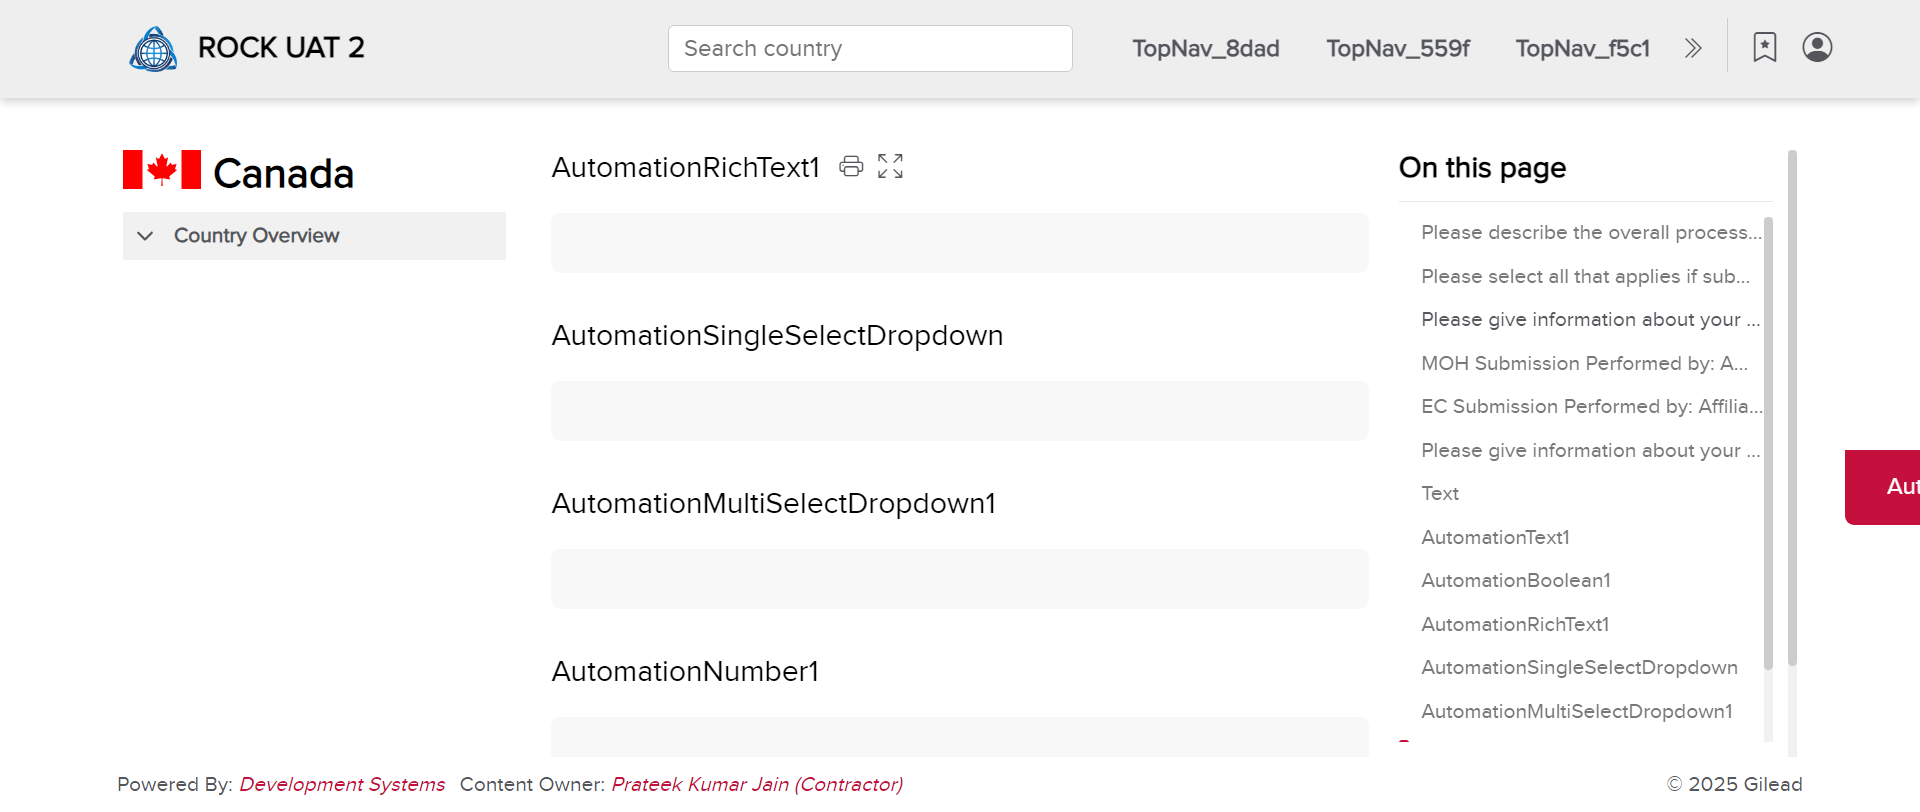 ROCK UAT 2
Search country
TopNav_8dad
TopNav_559f
TopNav_f5c1
Canada
Country Overview
AutomationRichText1
AutomationSingleSelectDropdown
AutomationMultiSelectDropdown1
AutomationNumber1
On this page
Please describe the overall process...
Please select all that applies if sub...
Please give information about your ...
MOH Submission Performed by: A...
EC Submission Performed by: Affilia...
Please give information about your ...
Text
AutomationText1
AutomationBoolean1
AutomationRichText1
AutomationSingleSelectDropdown
AutomationMultiSelectDropdown1
Aut
Powered By: Development Systems Content Owner: Prateek Kumar Jain (Contractor)
© 2025 Gilead